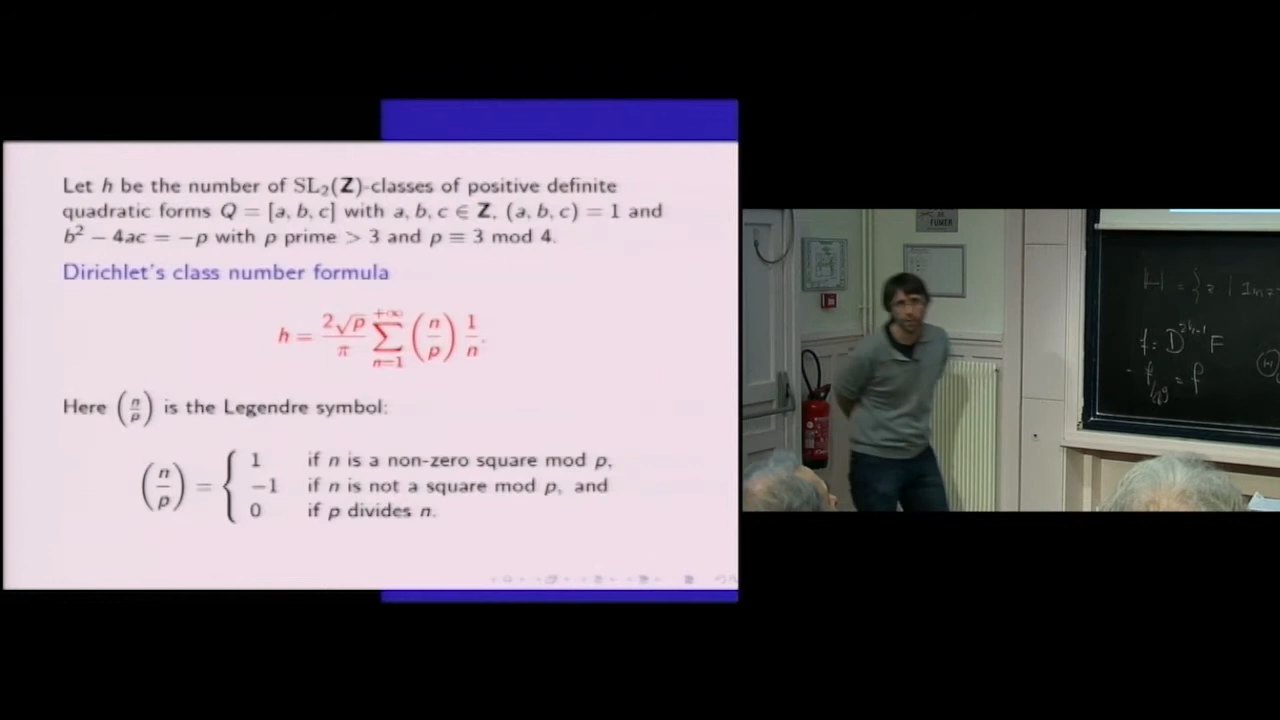 Let h be the number of SL₂(Z)-classes of positive definite
quadratic forms Q = [a, b, c] with a, b, c ∈ Z, (a, b, c) = 1 and
b² − 4ac = −p with p prime > 3 and p ≡ 3 mod 4.
Dirichlet's class number formula
h = 2√p/π ∑_{n=1}^{+∞} (n/p) 1/n.
Here (n/p) is the Legendre symbol:
(n/p) = { 1 if n is a non-zero square mod p,
−1 if n is not a square mod p, and
0 if p divides n.
FUMER
H = { z | Im z
f = D^{2k-1} F